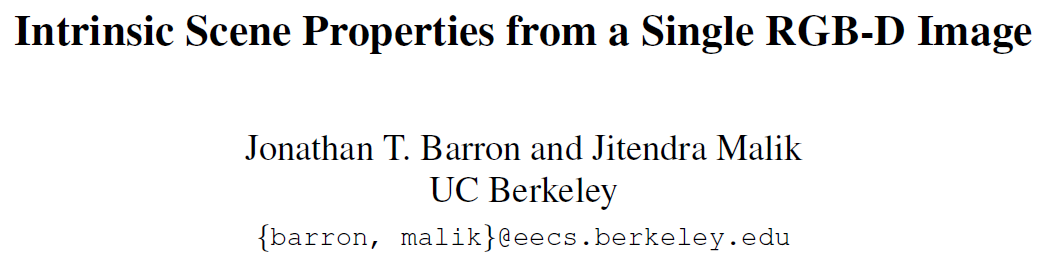 Intrinsic Scene Properties from a Single RGB-D Image
Jonathan T. Barron and Jitendra Malik
UC Berkeley
{barron, malik}@eecs.berkeley.edu